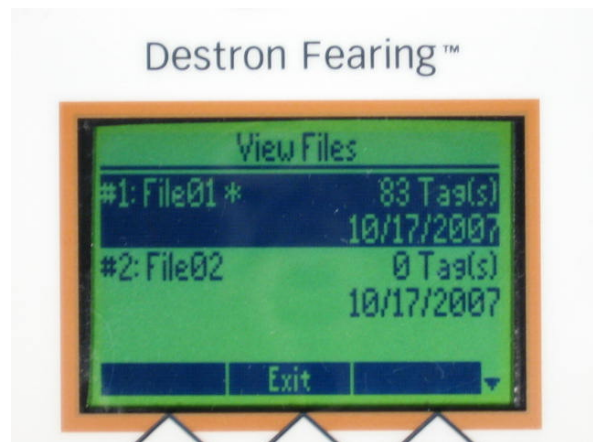 Destron Fearing™
View Files
#1: File01 * 83 Tag(s)
10/17/2007
#2: File02 0 Tag(s)
10/17/2007
Exit